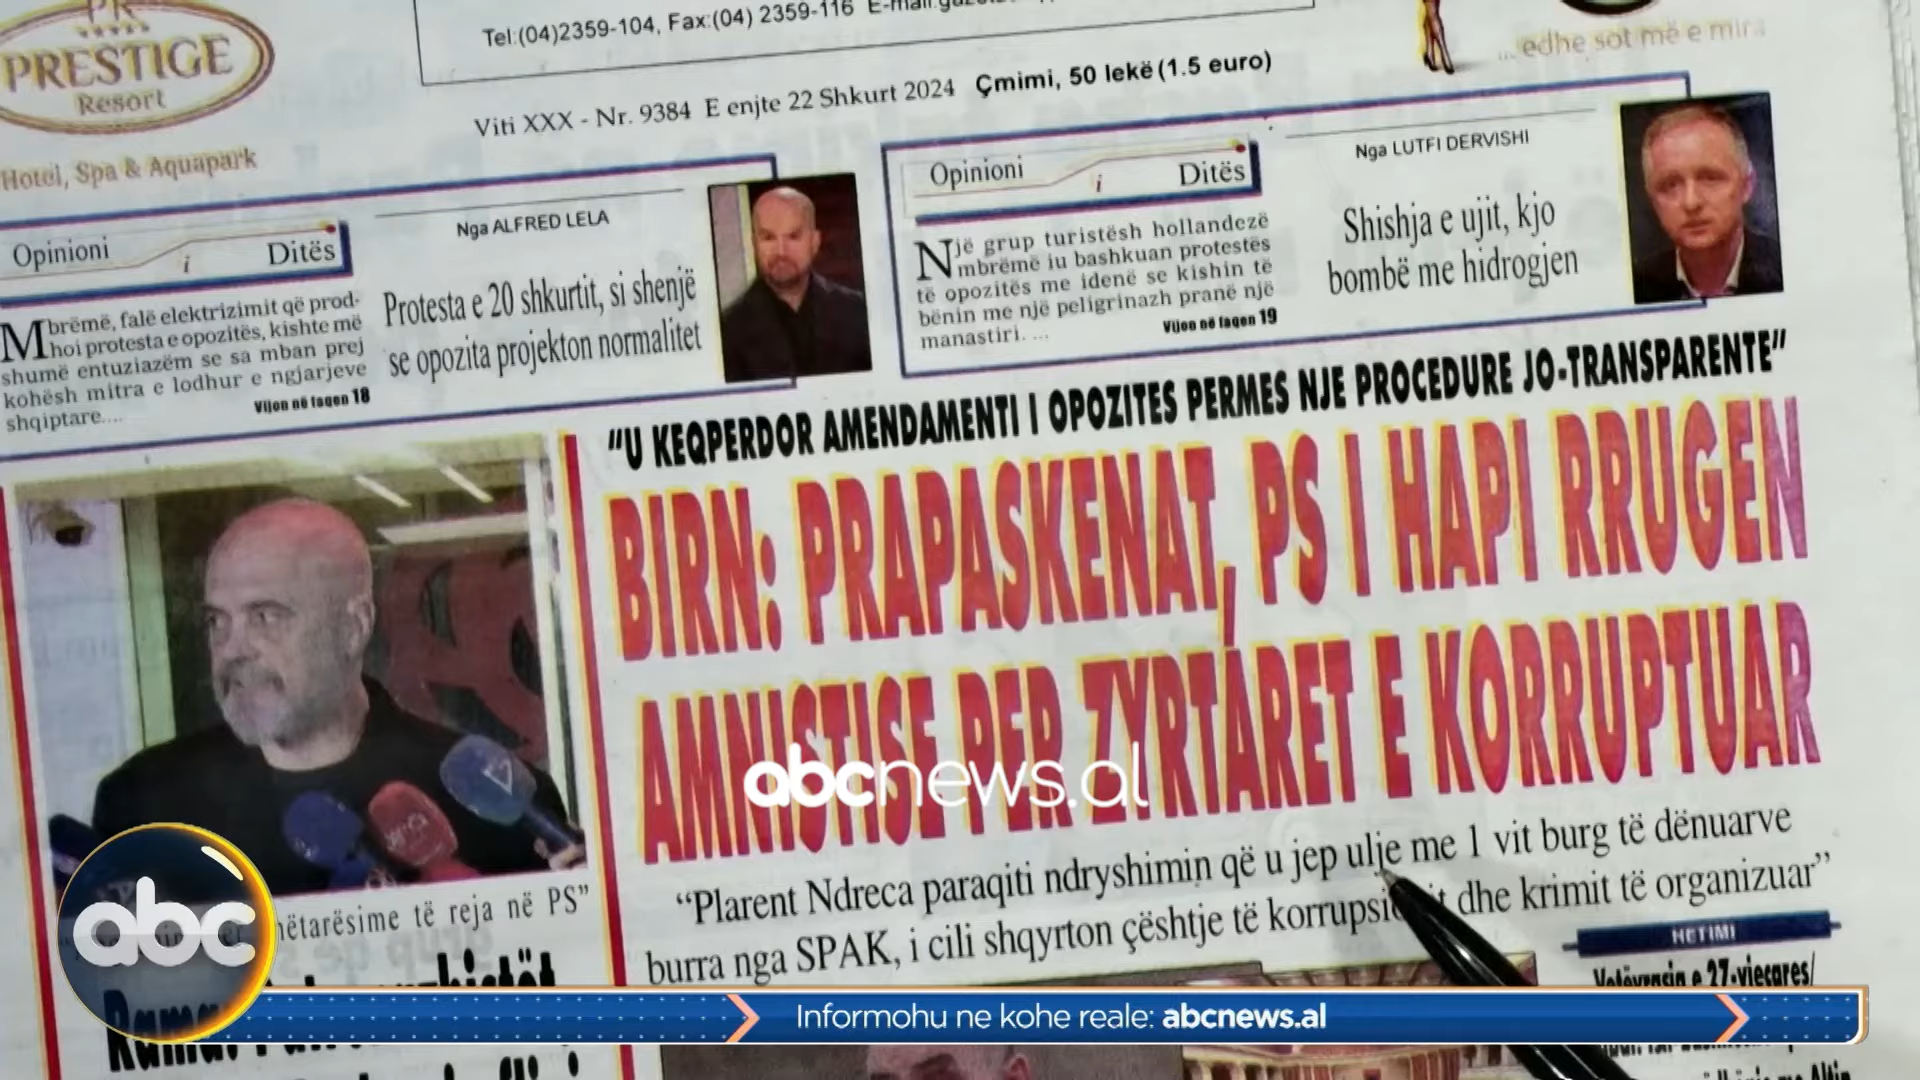 PR
PRESTIGE
Resort
Hotel, Spa & Aquapark
Tel:(04)2359-104, Fax:(04) 2359-116
Viti XXX - Nr. 9384 E enjte 22 Shkurt 2024 Çmimi, 50 lekë (1.5 euro)
... edhe sot më e mira
Opinioni i Ditës
Mbrëmë, falë elektrizimit që prod-
hoi protesta e opozitës, kishte më
shumë entuziazëm se sa mban prej
kohësh mitra e lodhur e ngjarjeve
shqiptare....
Vijon në faqen 18
Nga ALFRED LELA
Protesta e 20 shkurtit, si shenjë
se opozita projekton normalitet
Opinioni i Ditës
Një grup turistësh hollandezë
mbrëmë iu bashkuan protestës
të opozitës me idenë se kishin të
bënin me një peligrinazh pranë një
manastiri. ...
Vijon në faqen 19
Nga LUTFI DERVISHI
Shishja e ujit, kjo
bombë me hidrogjen
"U KEQPERDOR AMENDAMENTI I OPOZITES PERMES NJE PROCEDURE JO-TRANSPARENTE"
BIRN: PRAPASKENAT, PS I HAPI RRUGEN
AMNISTISE PER ZYRTARET E KORRUPTUAR
abcnews.al
"Plarent Ndreca paraqiti ndryshimin që u jep ulje me 1 vit burg të dënuarve
burra nga SPAK, i cili shqyrton çështje të dhe krimit të organizuar"
të reja në PS"
HETIMI
27-vjeçares/
abc
Informohu ne kohe reale: abcnews.al